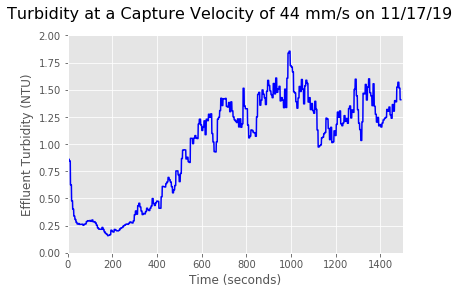 Turbidity at a Capture Velocity of 44 mm/s on 11/17/19
2.00
1.75
1.50
1.25
1.00
0.75
0.50
0.25
0.00
Effluent Turbidity (NTU)
0 200 400 600 800 1000 1200 1400
Time (seconds)